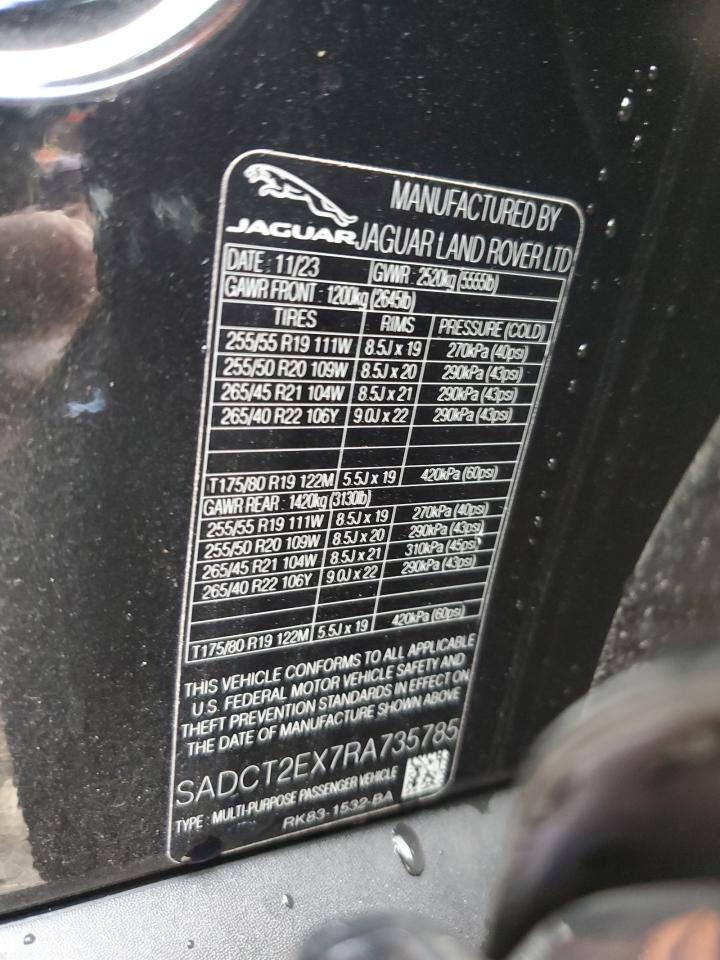 JAGUAR
MANUFACTURED BY
JAGUAR LAND ROVER LTD
DATE : 11/23 GVWR : 2520kg (5555lb)
GAWR FRONT : 1200kg (2645lb)
TIRES RIMS PRESSURE (COLD)
255/55 R19 111W 8.5J x 19 270kPa (40psi)
255/50 R20 109W 8.5J x 20 290kPa (43psi)
265/45 R21 104W 8.5J x 21 290kPa (43psi)
265/40 R22 106Y 9.0J x 22 290kPa (43psi)
T175/80 R19 122M 5.5J x 19 420kPa (60psi)
GAWR REAR : 1420kg (3130lb)
255/55 R19 111W 8.5J x 19 270kPa (40psi)
255/50 R20 109W 8.5J x 20 290kPa (43psi)
265/45 R21 104W 8.5J x 21 310kPa (45psi)
265/40 R22 106Y 9.0J x 22 290kPa (43psi)
T175/80 R19 122M 5.5J x 19 420kPa (60psi)
THIS VEHICLE CONFORMS TO ALL APPLICABLE
U.S. FEDERAL MOTOR VEHICLE SAFETY AND
THEFT PREVENTION STANDARDS IN EFFECT ON
THE DATE OF MANUFACTURE SHOWN ABOVE
SADCT2EX7RA735785
TYPE : MULTI-PURPOSE PASSENGER VEHICLE
RK83-1532-BA